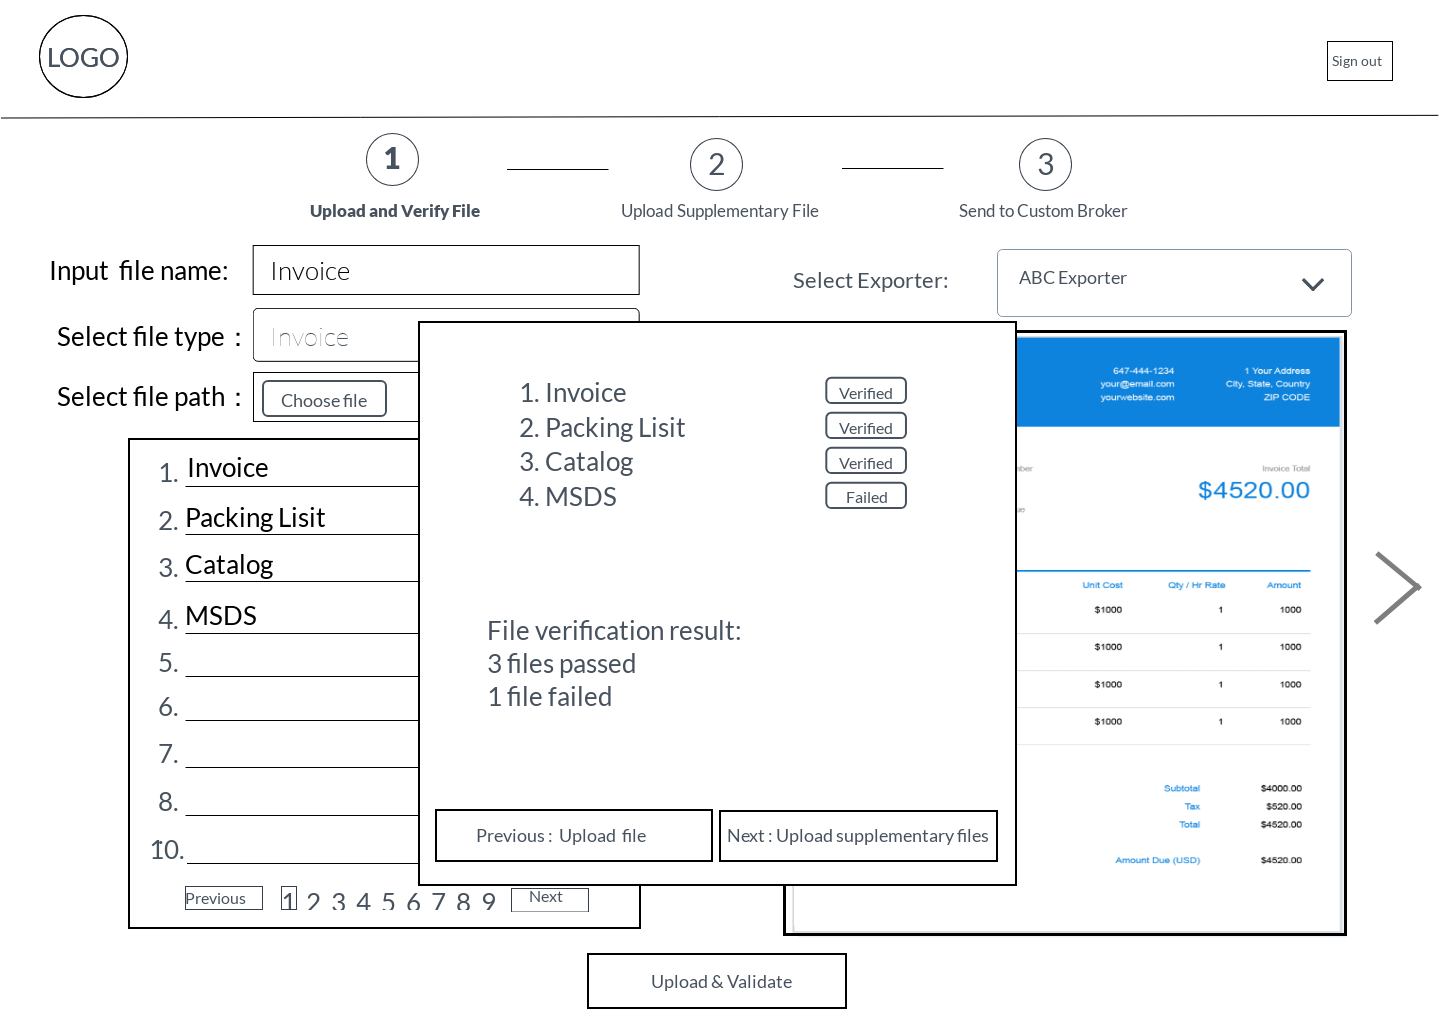 LOGO
Sign out
1
2
3
Upload and Verify File
Upload Supplementary File
Send to Custom Broker
Input file name:
Invoice
Select Exporter:
ABC Exporter
Select file type :
Invoice
Select file path :
Choose file
1. Invoice
2. Packing Lisit
3. Catalog
4. MSDS
5.
6.
7.
8.
10.
Previous
1 2 3 4 5 6 7 8 9
Next
1. Invoice Verified
2. Packing Lisit Verified
3. Catalog Verified
4. MSDS Failed
File verification result:
3 files passed
1 file failed
Previous : Upload file
Next : Upload supplementary files
647-444-1234
your@email.com
yourwebsite.com
1 Your Address
City, State, Country
ZIP CODE
Invoice Total
$4520.00
Unit Cost Qty / Hr Rate Amount
$1000 1 1000
$1000 1 1000
$1000 1 1000
$1000 1 1000
Subtotal $4000.00
Tax $520.00
Total $4520.00
Amount Due (USD) $4520.00
Upload & Validate